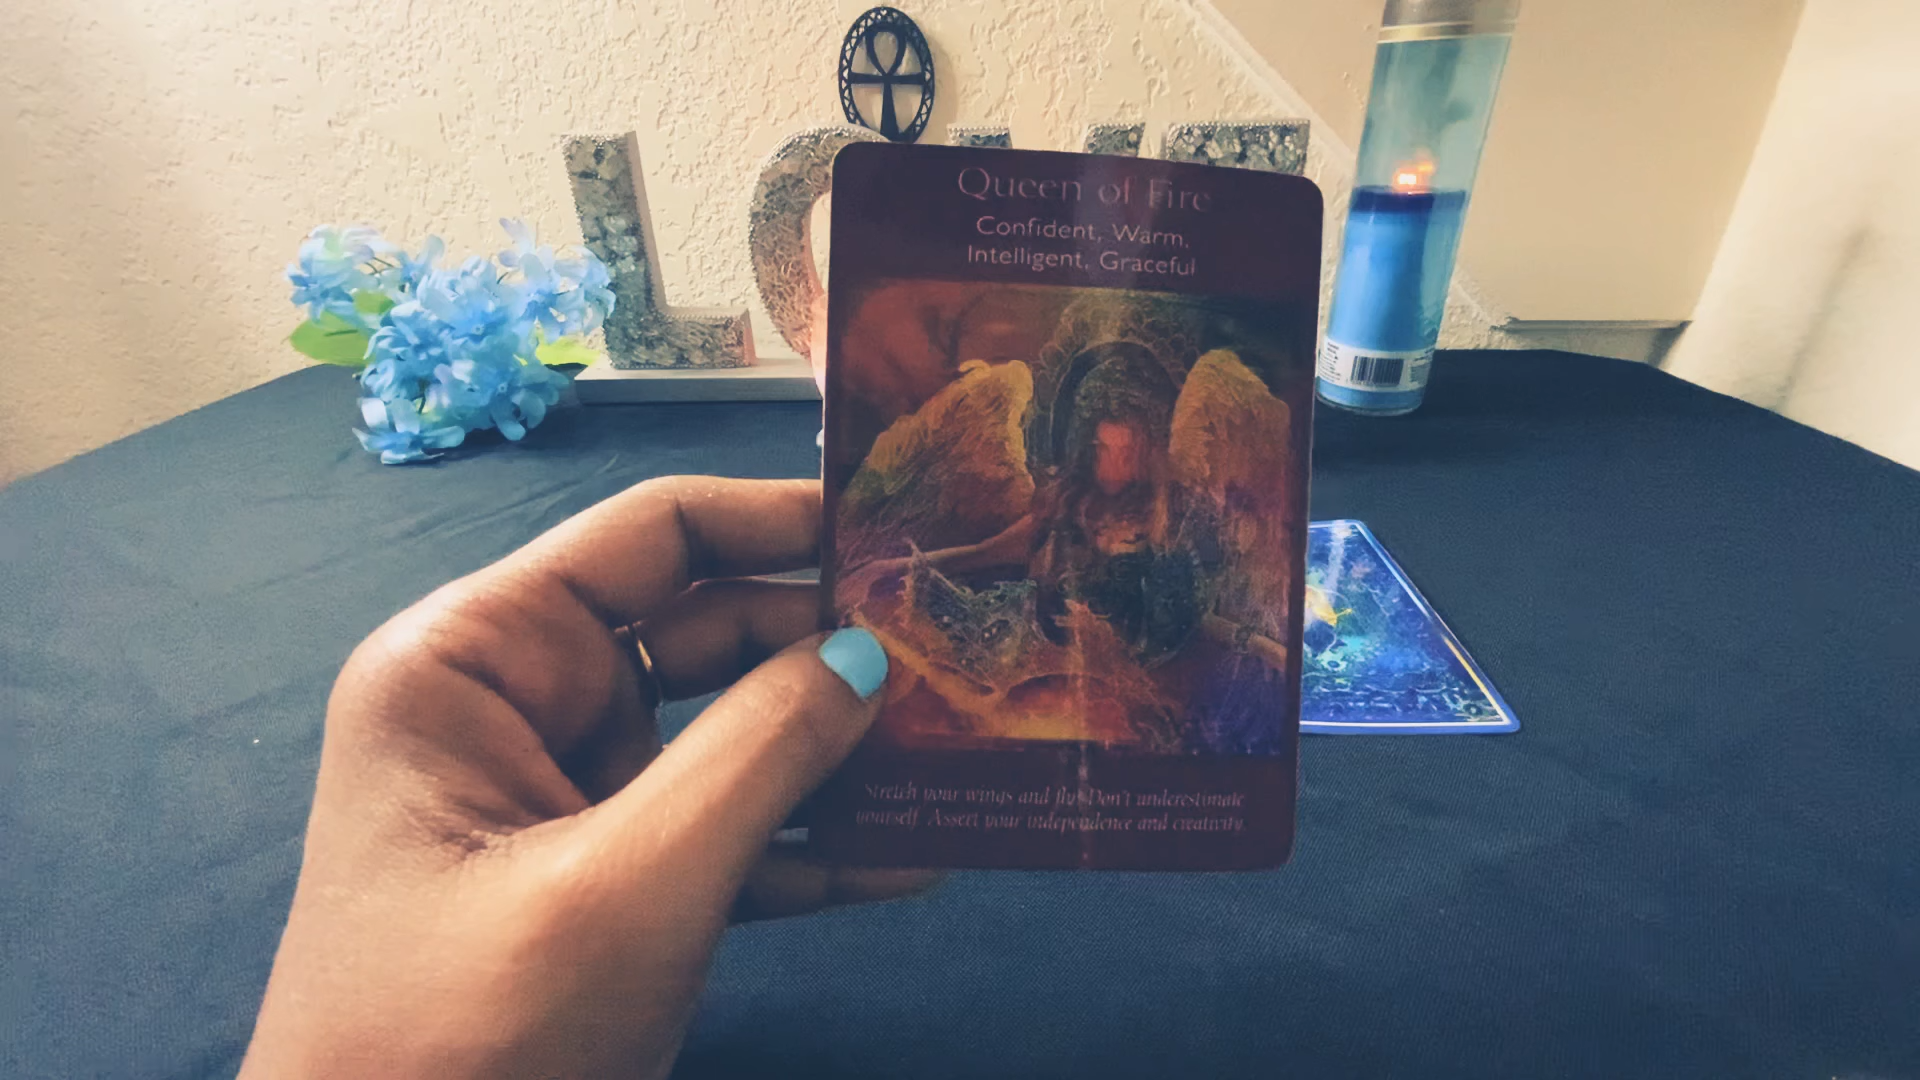 Queen of Fire
Confident, Warm,
Intelligent, Graceful
Stretch your wings and fly! Don't underestimate
yourself. Assert your independence and creativity.